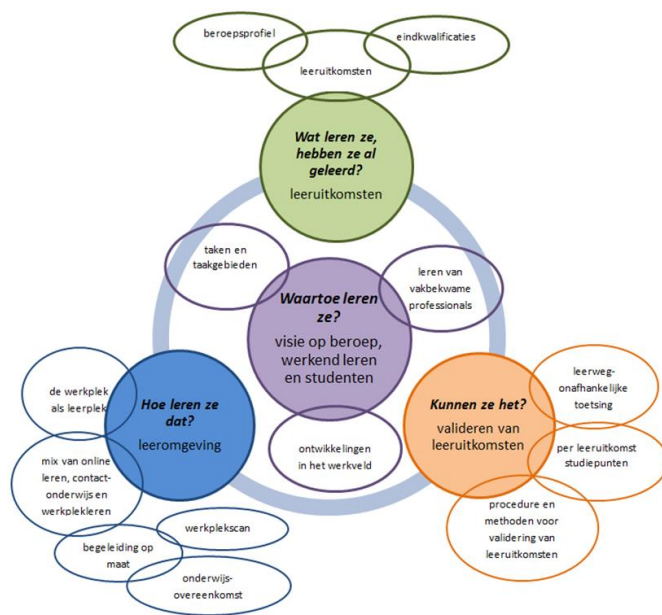 beroepsprofiel
eindkwalificaties
leeruitkomsten
Wat leren ze,
hebben ze al
geleerd?
leeruitkomsten
taken en
taakgebieden
leren van
vakbekwame
professionals
Waartoe leren
ze?
visie op beroep,
werkend leren
en studenten
ontwikkelingen
in het werkveld
de werkplek
als leerplek
Hoe leren ze
dat?
leeromgeving
mix van online
leren, contact-
onderwijs en
werkplekleren
werkplekscan
begeleiding op
maat
onderwijs-
overeenkomst
Kunnen ze het?
valideren van
leeruitkomsten
leerweg-
onafhankelijke
toetsing
per leeruitkomst
studiepunten
procedure en
methoden voor
validering van
leeruitkomsten